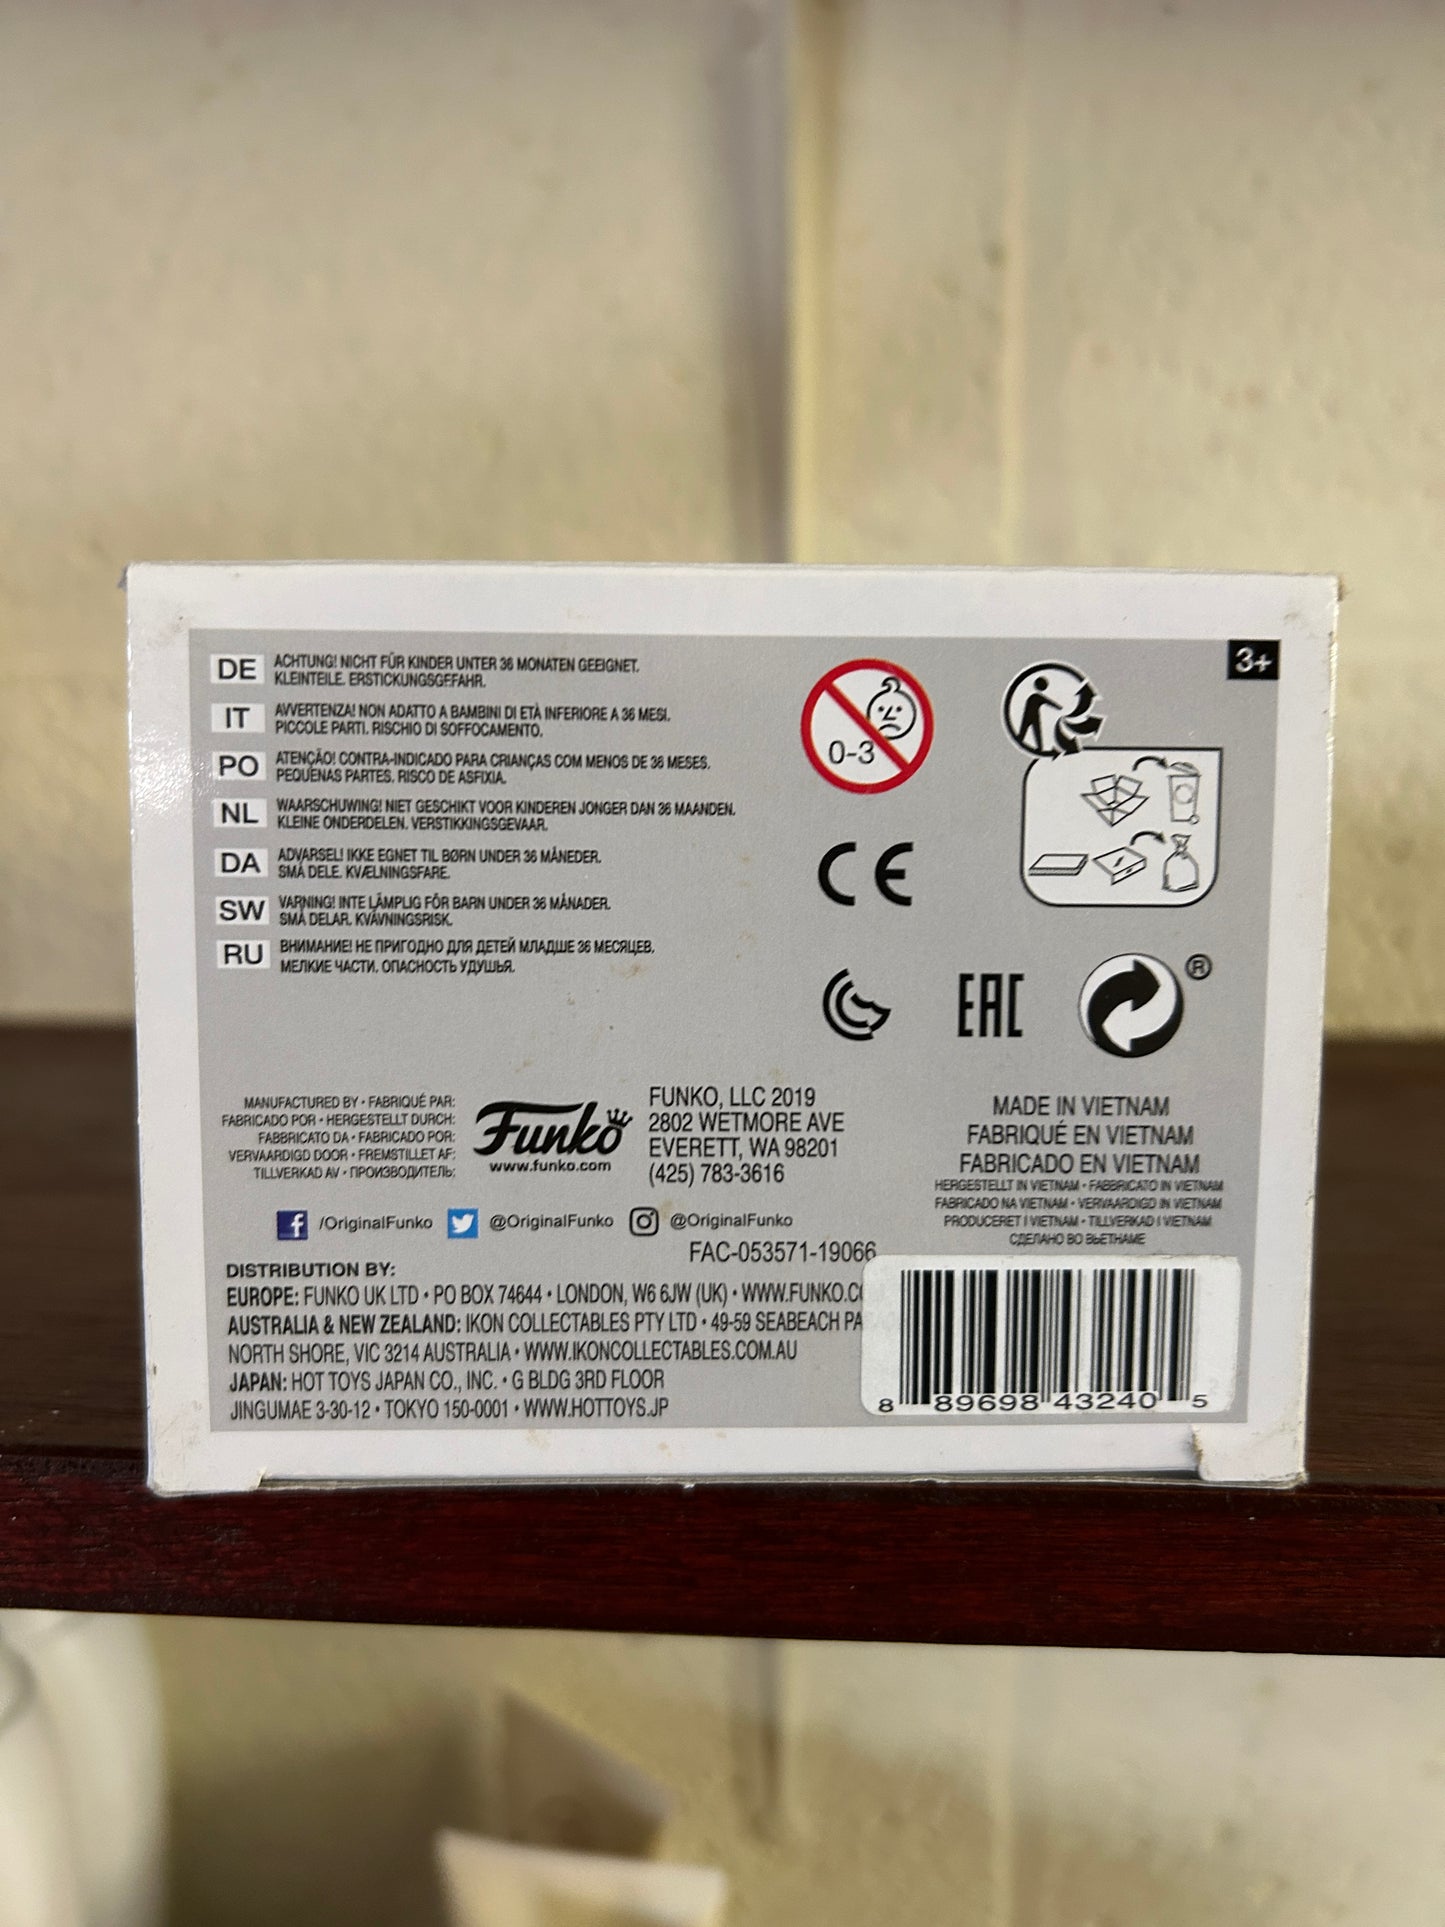 3+
DE ACHTUNG! NICHT FÜR KINDER UNTER 36 MONATEN GEEIGNET.
KLEINTEILE. ERSTICKUNGSGEFAHR.
IT AVVERTENZA! NON ADATTO A BAMBINI DI ETÀ INFERIORE A 36 MESI.
PICCOLE PARTI. RISCHIO DI SOFFOCAMENTO.
PO ATENÇÃO! CONTRA-INDICADO PARA CRIANÇAS COM MENOS DE 36 MESES.
PEQUENAS PARTES. RISCO DE ASFIXIA.
NL WAARSCHUWING! NIET GESCHIKT VOOR KINDEREN JONGER DAN 36 MAANDEN.
KLEINE ONDERDELEN. VERSTIKKINGSGEVAAR.
DA ADVARSEL! IKKE EGNET TIL BØRN UNDER 36 MÅNEDER.
SMÅ DELE. KVÆLNINGSFARE.
SW VARNING! INTE LÄMPLIG FÖR BARN UNDER 36 MÅNADER.
SMÅ DELAR. KVÄVNINGSRISK.
RU ВНИМАНИЕ! НЕ ПРИГОДНО ДЛЯ ДЕТЕЙ МЛАДШЕ 36 МЕСЯЦЕВ.
МЕЛКИЕ ЧАСТИ. ОПАСНОСТЬ УДУШЬЯ.
0-3
CE
EAC ®
MANUFACTURED BY • FABRIQUÉ PAR:
FABRICADO POR • HERGESTELLT DURCH:
FABBRICATO DA • FABRICADO POR:
VERVAARDIGD DOOR • FREMSTILLET AF:
TILLVERKAD AV • ПРОИЗВОДИТЕЛЬ:
Funko
www.funko.com
FUNKO, LLC 2019
2802 WETMORE AVE
EVERETT, WA 98201
(425) 783-3616
MADE IN VIETNAM
FABRIQUÉ EN VIETNAM
FABRICADO EN VIETNAM
HERGESTELLT IN VIETNAM • FABBRICATO IN VIETNAM
FABRICADO NA VIETNAM • VERVAARDIGD IN VIETNAM
PRODUCERET I VIETNAM • TILLVERKAD I VIETNAM
СДЕЛАНО ВО ВЬЕТНАМЕ
/OriginalFunko @OriginalFunko @OriginalFunko
FAC-053571-19066
DISTRIBUTION BY:
EUROPE: FUNKO UK LTD • PO BOX 74644 • LONDON, W6 6JW (UK) • WWW.FUNKO.C
AUSTRALIA & NEW ZEALAND: IKON COLLECTABLES PTY LTD • 49-59 SEABEACH PA
NORTH SHORE, VIC 3214 AUSTRALIA • WWW.IKONCOLLECTABLES.COM.AU
JAPAN: HOT TOYS JAPAN CO., INC. • G BLDG 3RD FLOOR
JINGUMAE 3-30-12 • TOKYO 150-0001 • WWW.HOTTOYS.JP
8 89698 43240 5